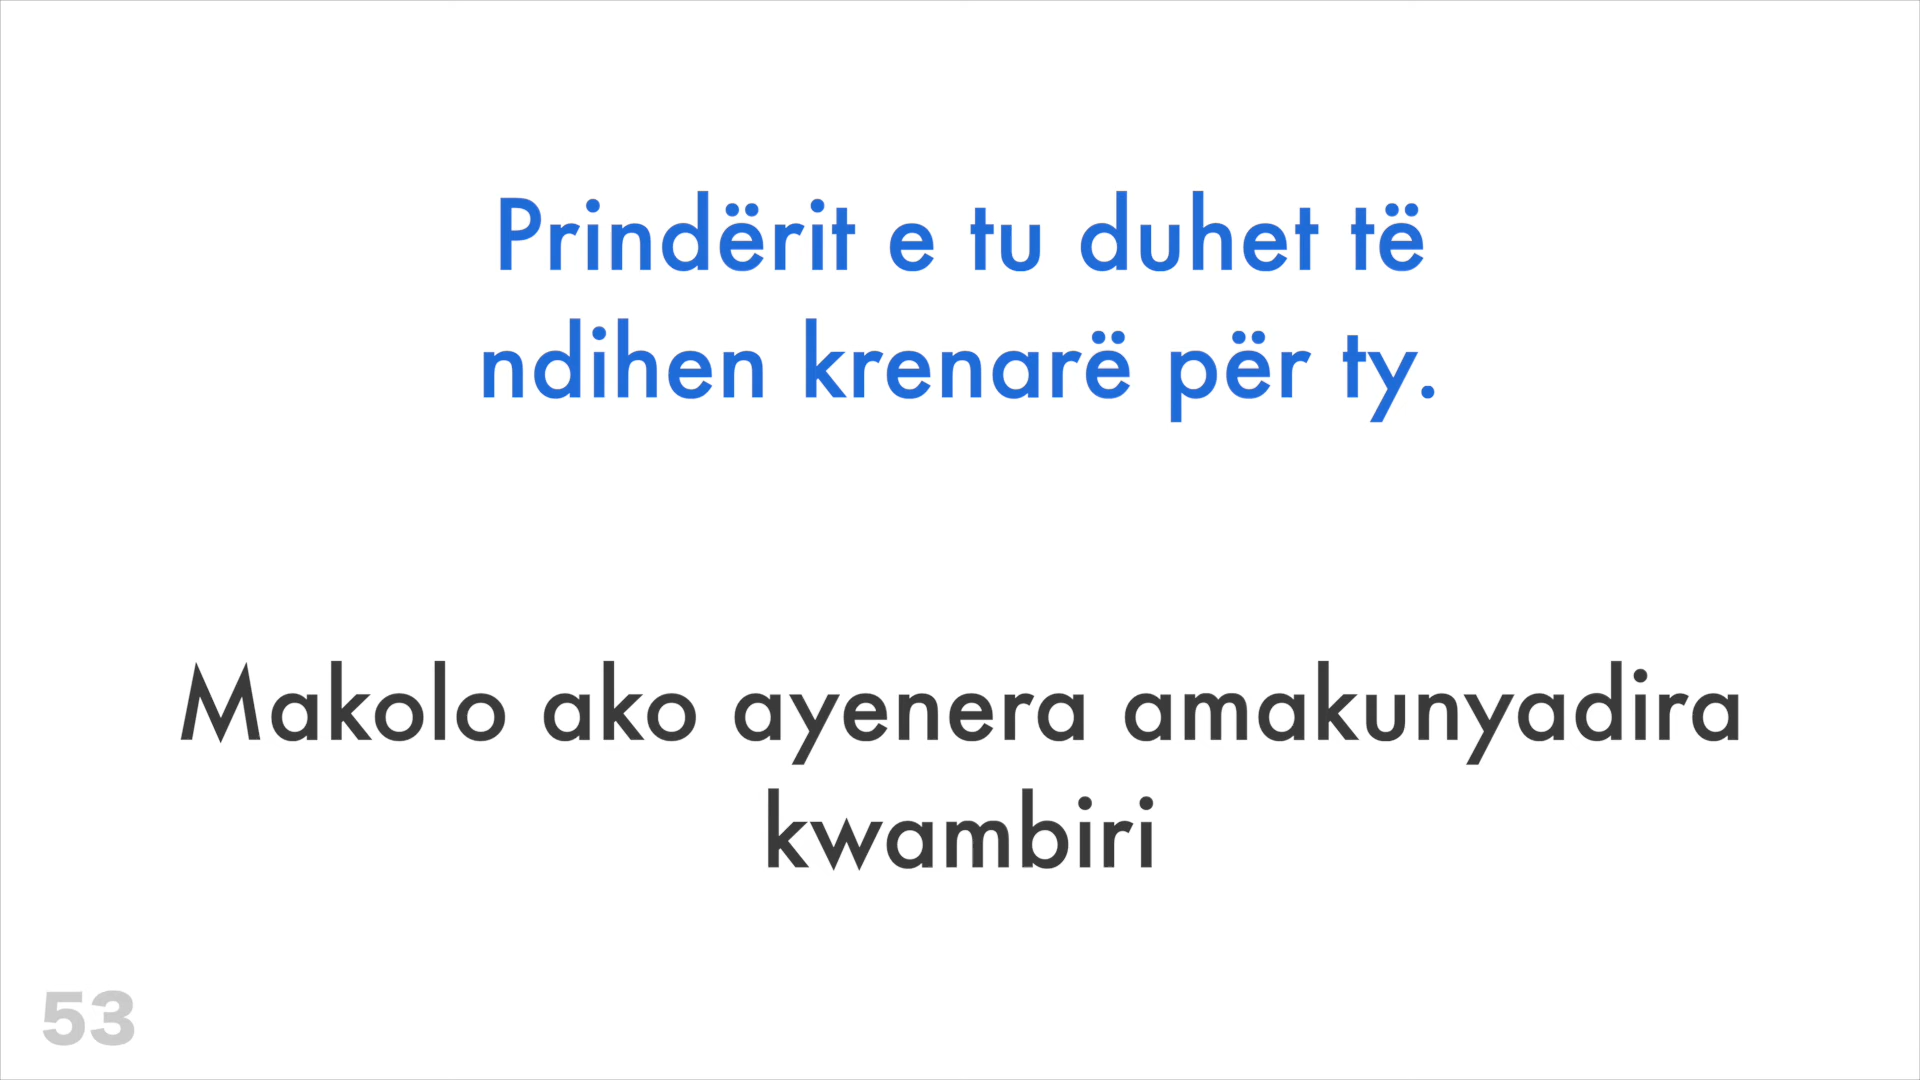 Prindërit e tu duhet të
ndihen krenarë për ty.
Makolo ako ayenera amakunyadira
kwambiri
53